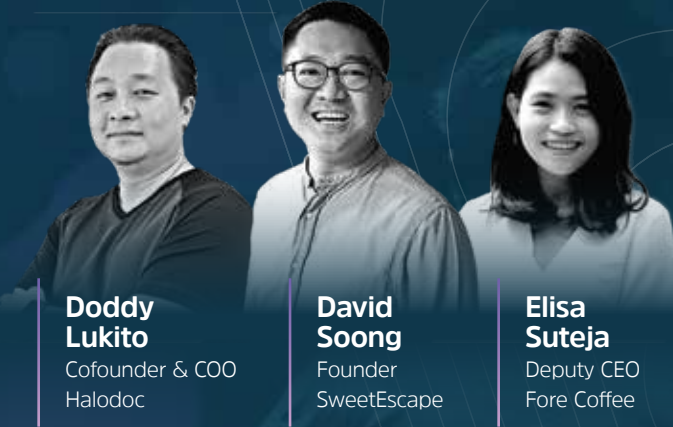 Doddy
Lukito
Cofounder & COO
Halodoc
David
Soong
Founder
SweetEscape
Elisa
Suteja
Deputy CEO
Fore Coffee